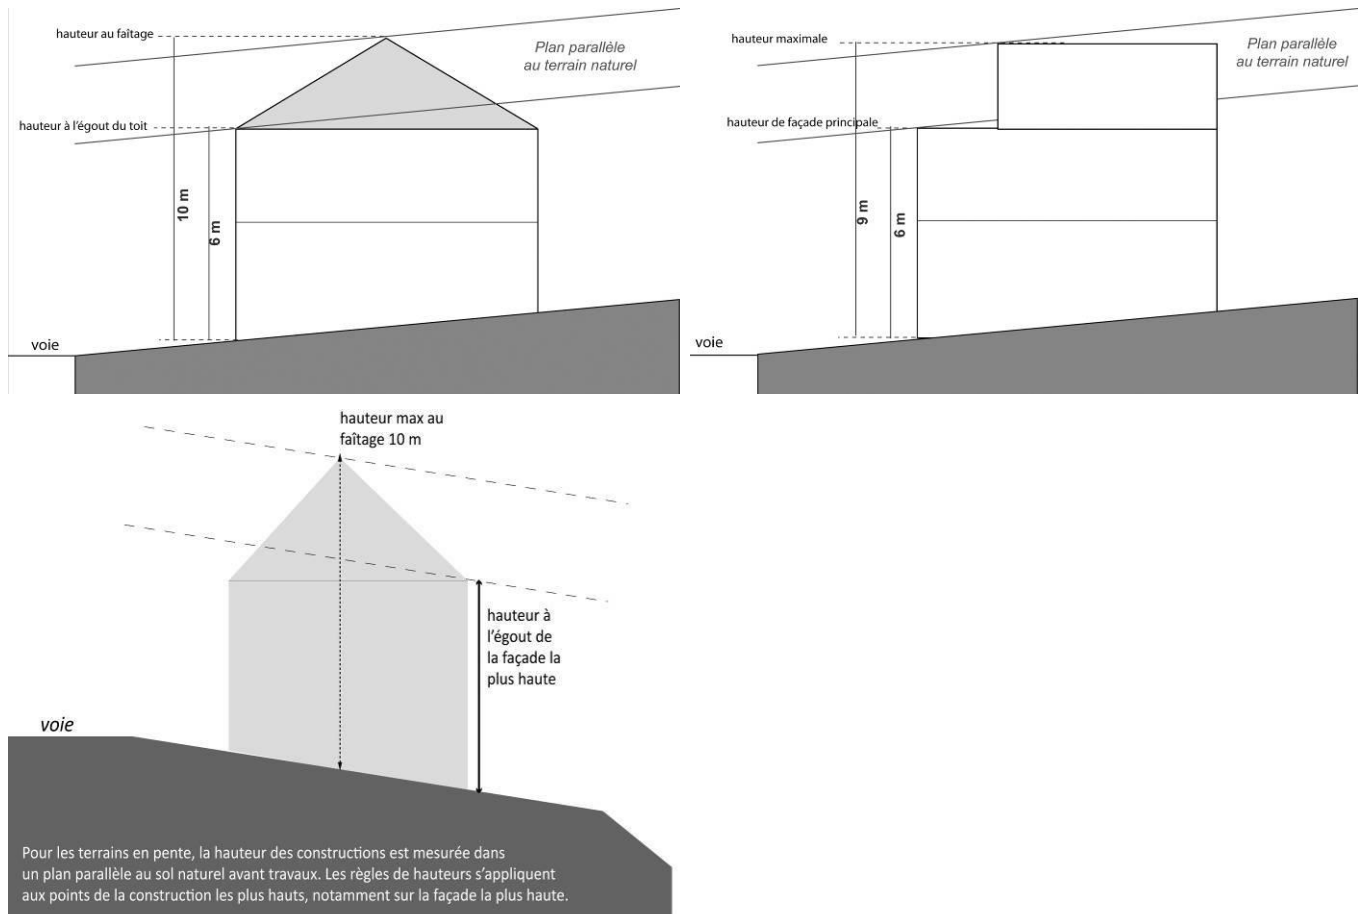 hauteur au faîtage
Plan parallèle
au terrain naturel
hauteur à l'égout du toit
10 m
6 m
voie
hauteur maximale
Plan parallèle
au terrain naturel
hauteur de façade principale
9 m
6 m
voie
hauteur max au
faîtage 10 m
hauteur à
l'égout de
la façade la
plus haute
voie
Pour les terrains en pente, la hauteur des constructions est mesurée dans
un plan parallèle au sol naturel avant travaux. Les règles de hauteurs s'appliquent
aux points de la construction les plus hauts, notamment sur la façade la plus haute.